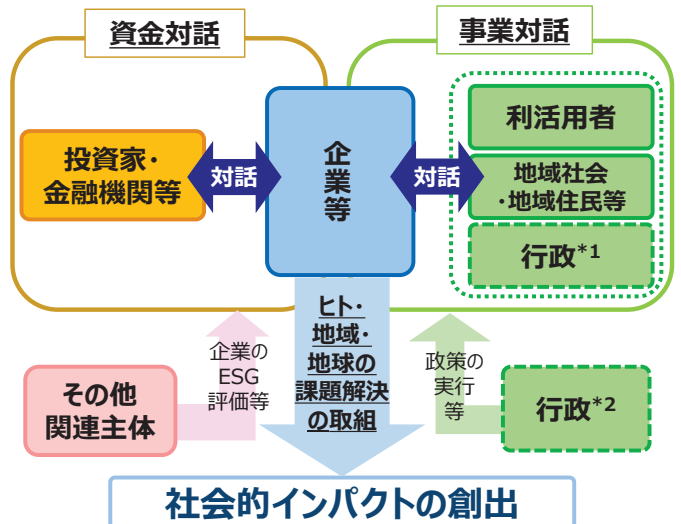 資金対話
事業対話
投資家・
金融機関等
対話
企
業
等
対話
利活用者
地域社会
・地域住民等
行政*1
ヒト・
地域・
地球の
課題解決
の取組
企業の
ESG
評価等
政策の
実行
等
その他
関連主体
行政*2
社会的インパクトの創出